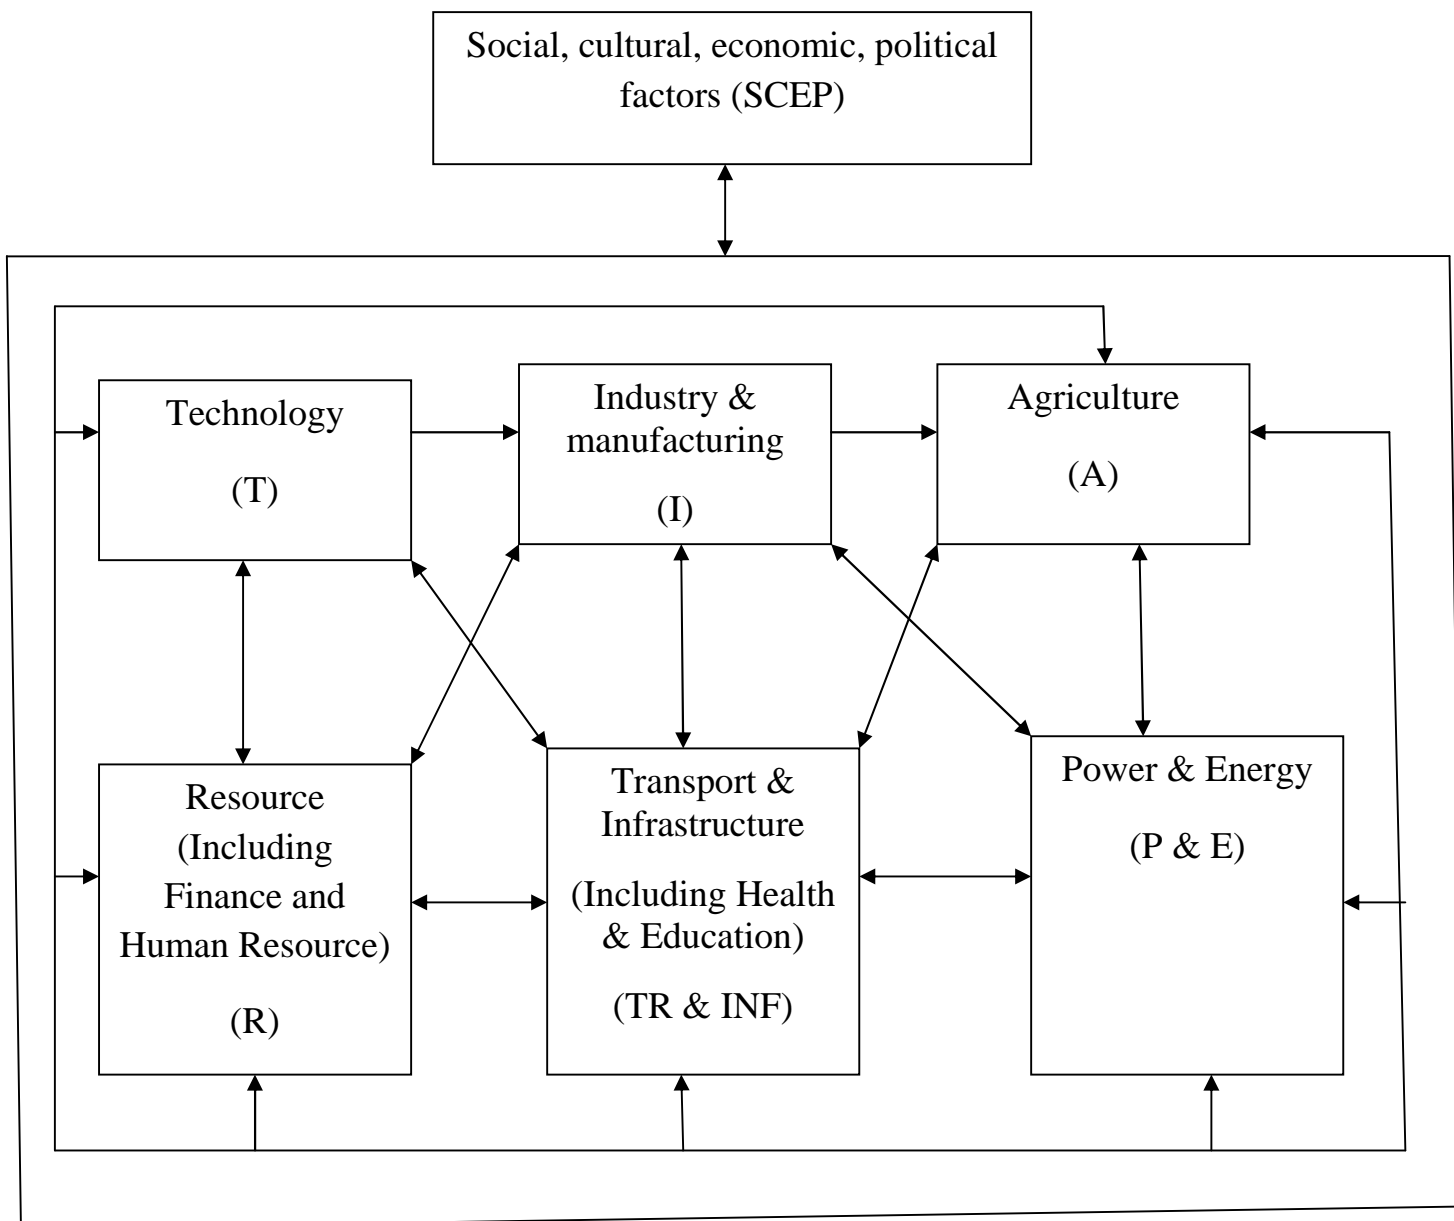 Social, cultural, economic, political
factors (SCEP)
Technology
(T)
Industry &
manufacturing
(I)
Agriculture
(A)
Resource
(Including
Finance and
Human Resource)
(R)
Transport &
Infrastructure
(Including Health
& Education)
(TR & INF)
Power & Energy
(P & E)